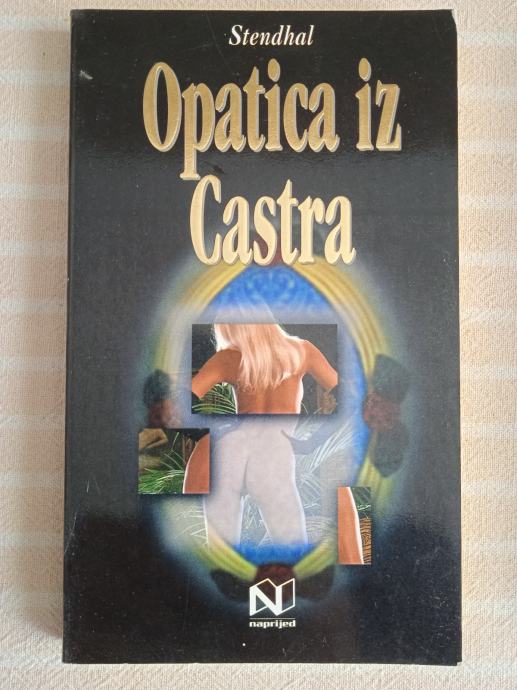 Stendhal
Opatica iz
Castra
N
naprijed